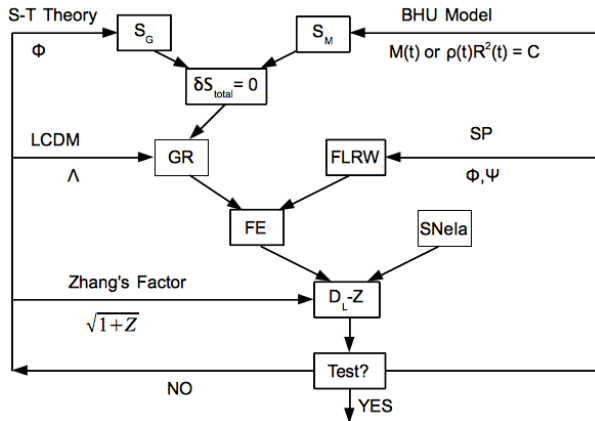 S-T Theory
BHU Model
S_G
S_M
Φ
M(t) or ρ(t)R²(t) = C
δS_total = 0
LCDM
SP
GR
FLRW
Λ
Φ,Ψ
FE
SNeIa
Zhang's Factor
D_L-Z
√1+Z
Test?
NO
YES